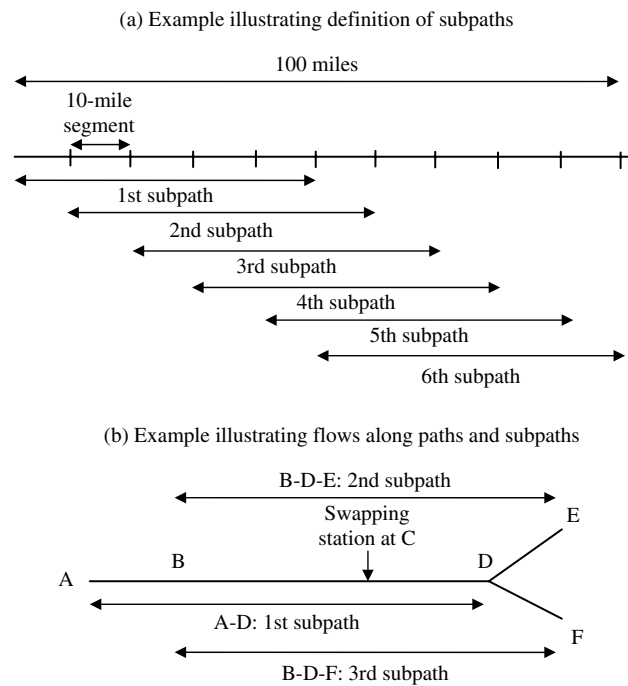 (a) Example illustrating definition of subpaths
100 miles
10-mile
segment
1st subpath
2nd subpath
3rd subpath
4th subpath
5th subpath
6th subpath
(b) Example illustrating flows along paths and subpaths
B-D-E: 2nd subpath
Swapping
station at C
E
B
D
A
A-D: 1st subpath
F
B-D-F: 3rd subpath